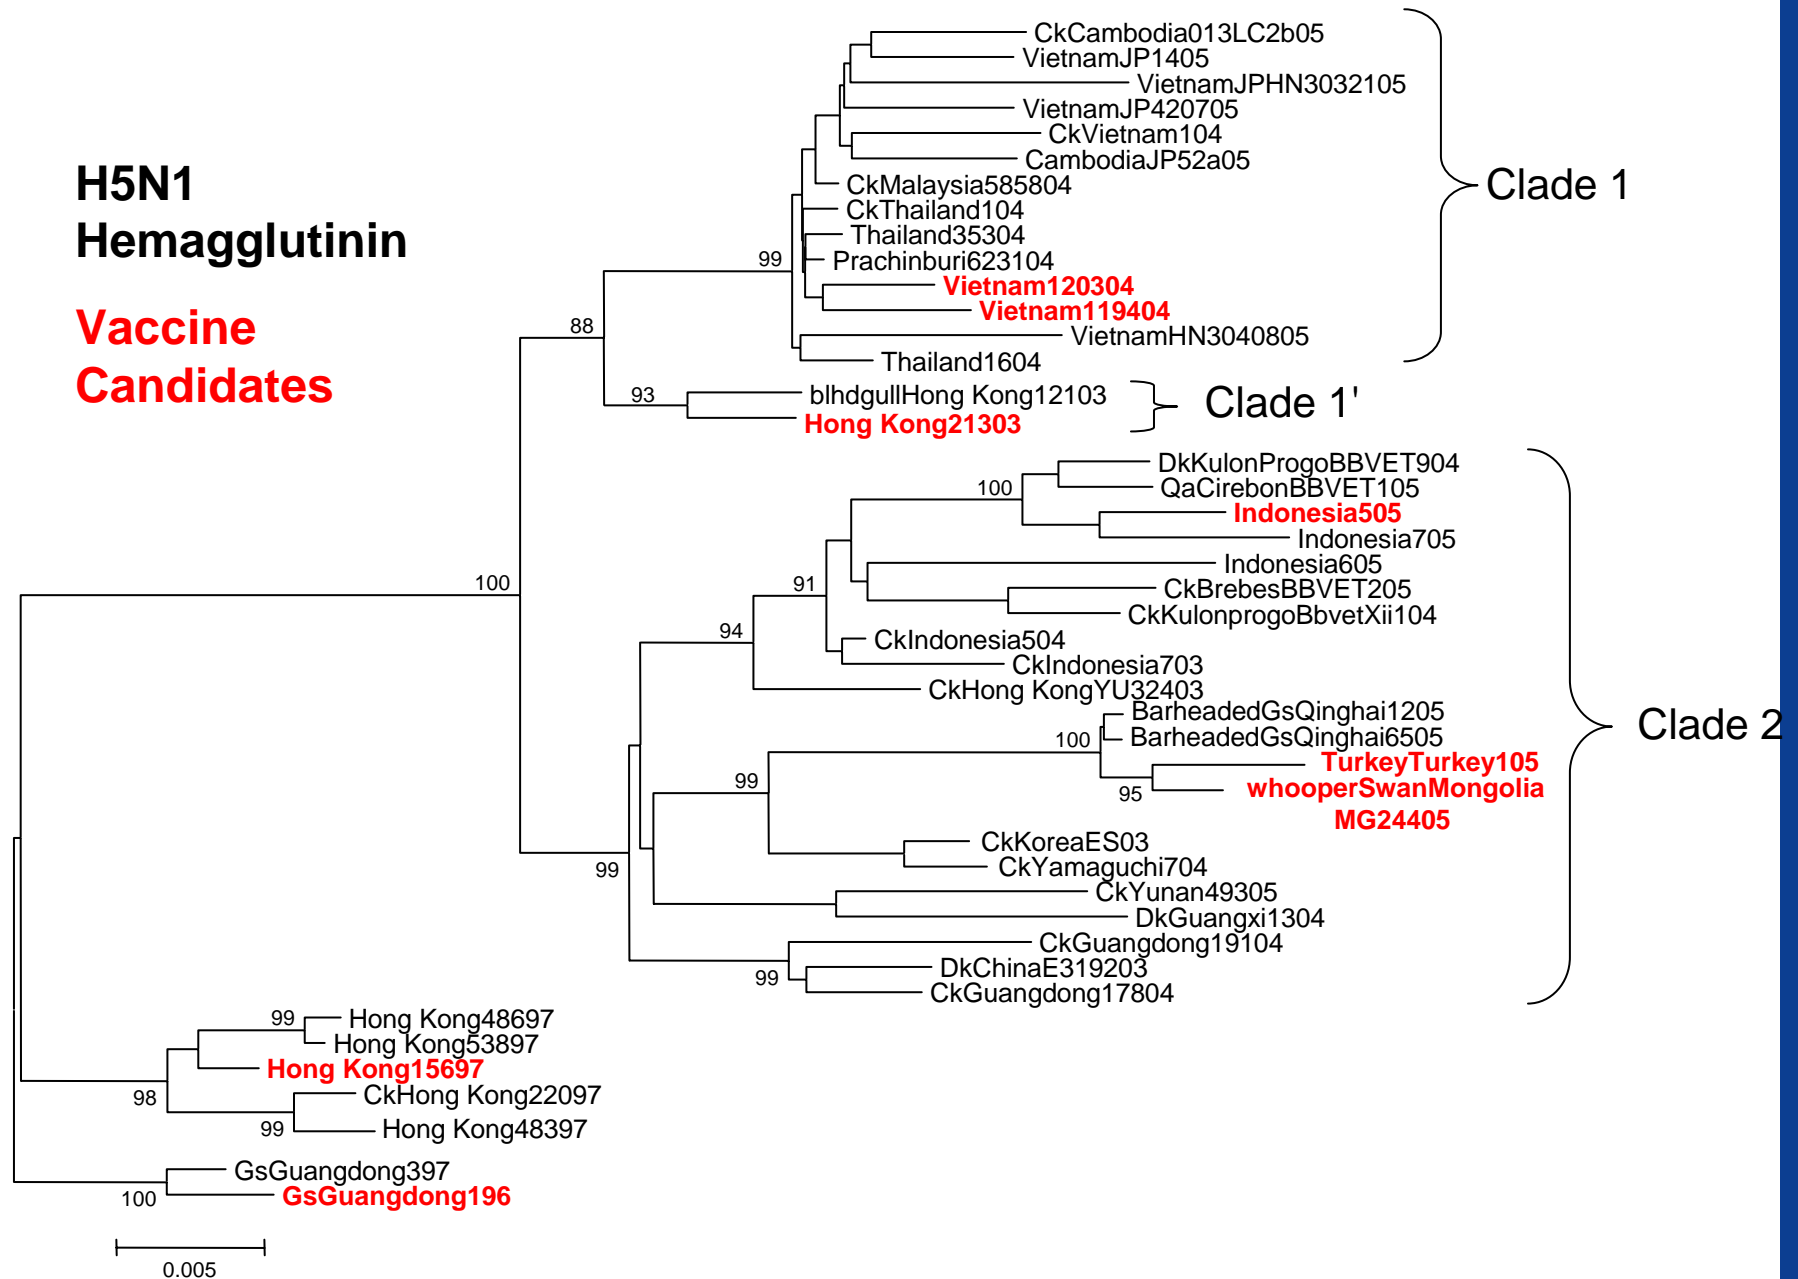 H5N1
Hemagglutinin
Vaccine
Candidates
CkCambodia013LC2b05
VietnamJP1405
VietnamJPHN3032105
VietnamJP420705
CkVietnam104
CambodiaJP52a05
CkMalaysia585804
CkThailand104
Thailand35304
Prachinburi623104
Vietnam120304
Vietnam119404
VietnamHN3040805
Thailand1604
99
88
Clade 1
blhdgullHong Kong12103
Hong Kong21303
93
Clade 1'
DkKulonProgoBBVET904
QaCirebonBBVET105
Indonesia505
Indonesia705
Indonesia605
CkBrebesBBVET205
CkKulonprogoBbvetXii104
CkIndonesia504
CkIndonesia703
CkHong KongYU32403
100
91
94
100
BarheadedGsQinghai1205
BarheadedGsQinghai6505
TurkeyTurkey105
whooperSwanMongolia
MG24405
100
95
99
CkKoreaES03
CkYamaguchi704
CkYunan49305
DkGuangxi1304
CkGuangdong19104
DkChinaE319203
CkGuangdong17804
99
99
Clade 2
Hong Kong48697
Hong Kong53897
Hong Kong15697
CkHong Kong22097
Hong Kong48397
99
98
99
GsGuangdong397
GsGuangdong196
100
0.005